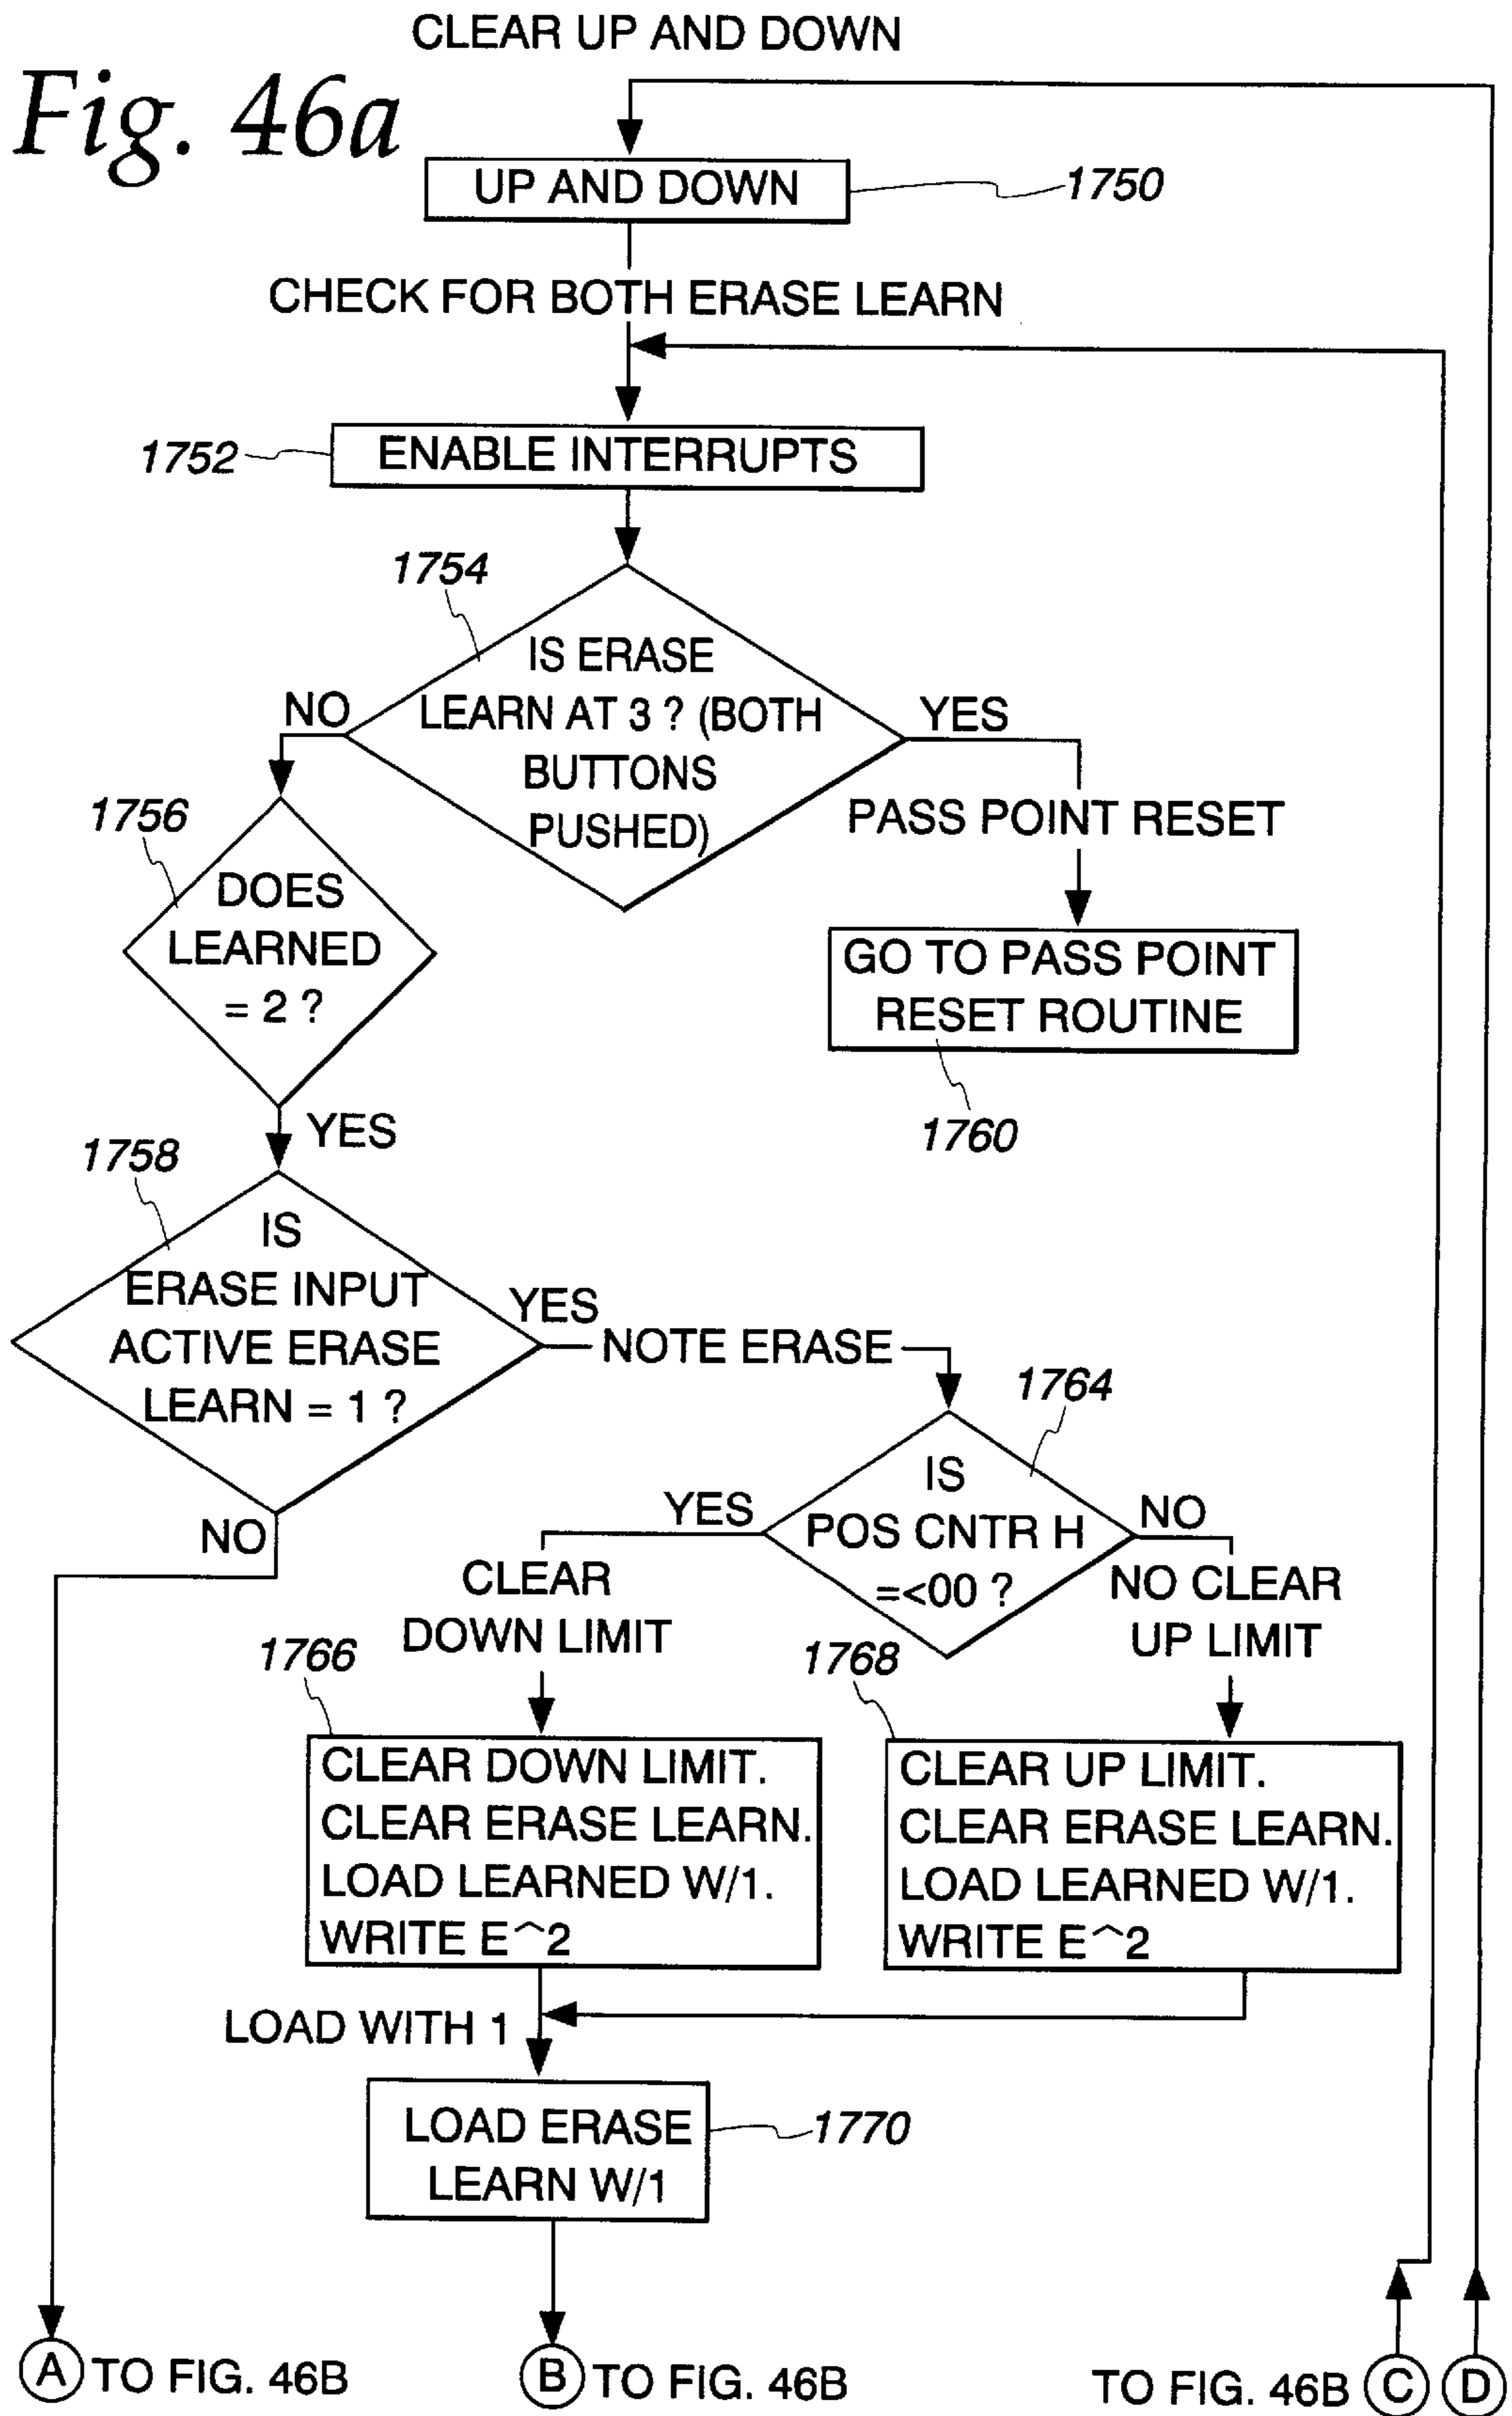 CLEAR UP AND DOWN
Fig. 46a
UP AND DOWN
1750
CHECK FOR BOTH ERASE LEARN
1752
ENABLE INTERRUPTS
1754
IS ERASE
LEARN AT 3 ? (BOTH
BUTTONS
PUSHED)
NO
YES
1756
DOES
LEARNED
= 2 ?
PASS POINT RESET
GO TO PASS POINT
RESET ROUTINE
1760
YES
1758
IS
ERASE INPUT
ACTIVE ERASE
LEARN = 1 ?
YES
NOTE ERASE
NO
1764
IS
POS CNTR H
=<00 ?
YES
NO
CLEAR
DOWN LIMIT
NO CLEAR
UP LIMIT
1766
1768
CLEAR DOWN LIMIT.
CLEAR ERASE LEARN.
LOAD LEARNED W/1.
WRITE E^2
CLEAR UP LIMIT.
CLEAR ERASE LEARN.
LOAD LEARNED W/1.
WRITE E^2
LOAD WITH 1
LOAD ERASE
LEARN W/1
1770
A TO FIG. 46B
B TO FIG. 46B
TO FIG. 46B C D